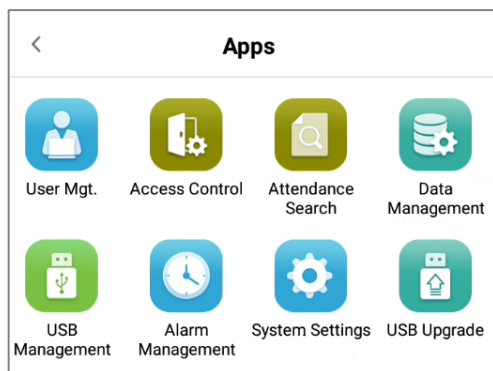 Apps
User Mgt.
Access Control
Attendance
Search
Data
Management
USB
Management
Alarm
Management
System Settings
USB Upgrade